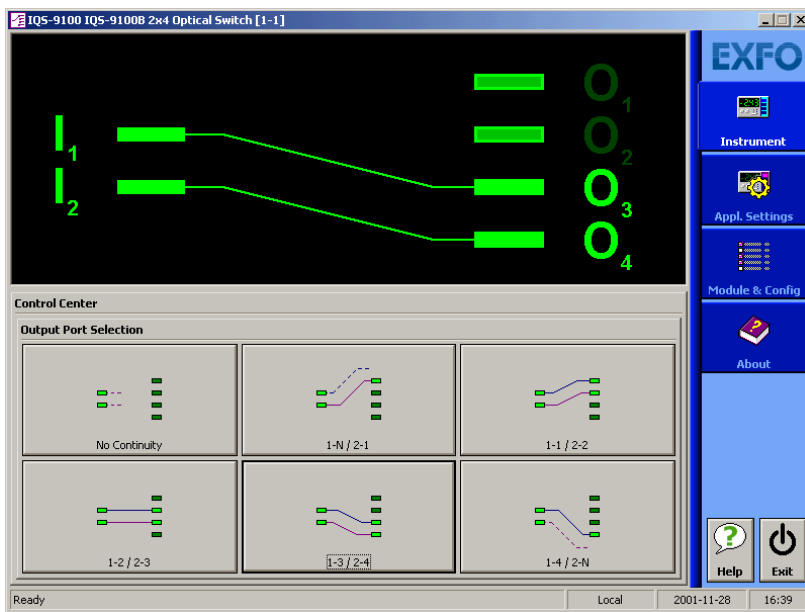 IQS-9100 IQS-9100B 2x4 Optical Switch [1-1]
EXFO
O1
I1
O2
Instrument
I2
O3
O4
Appl. Settings
Module & Config
Control Center
Output Port Selection
About
No Continuity
1-N / 2-1
1-1 / 2-2
1-2 / 2-3
1-3 / 2-4
1-4 / 2-N
Help
Exit
Ready
Local
2001-11-28
16:39